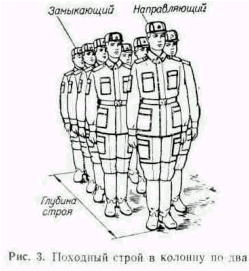 Замыкающий Направляющий
Глубина
строя
Рис. 3. Походный строй в колонну по два